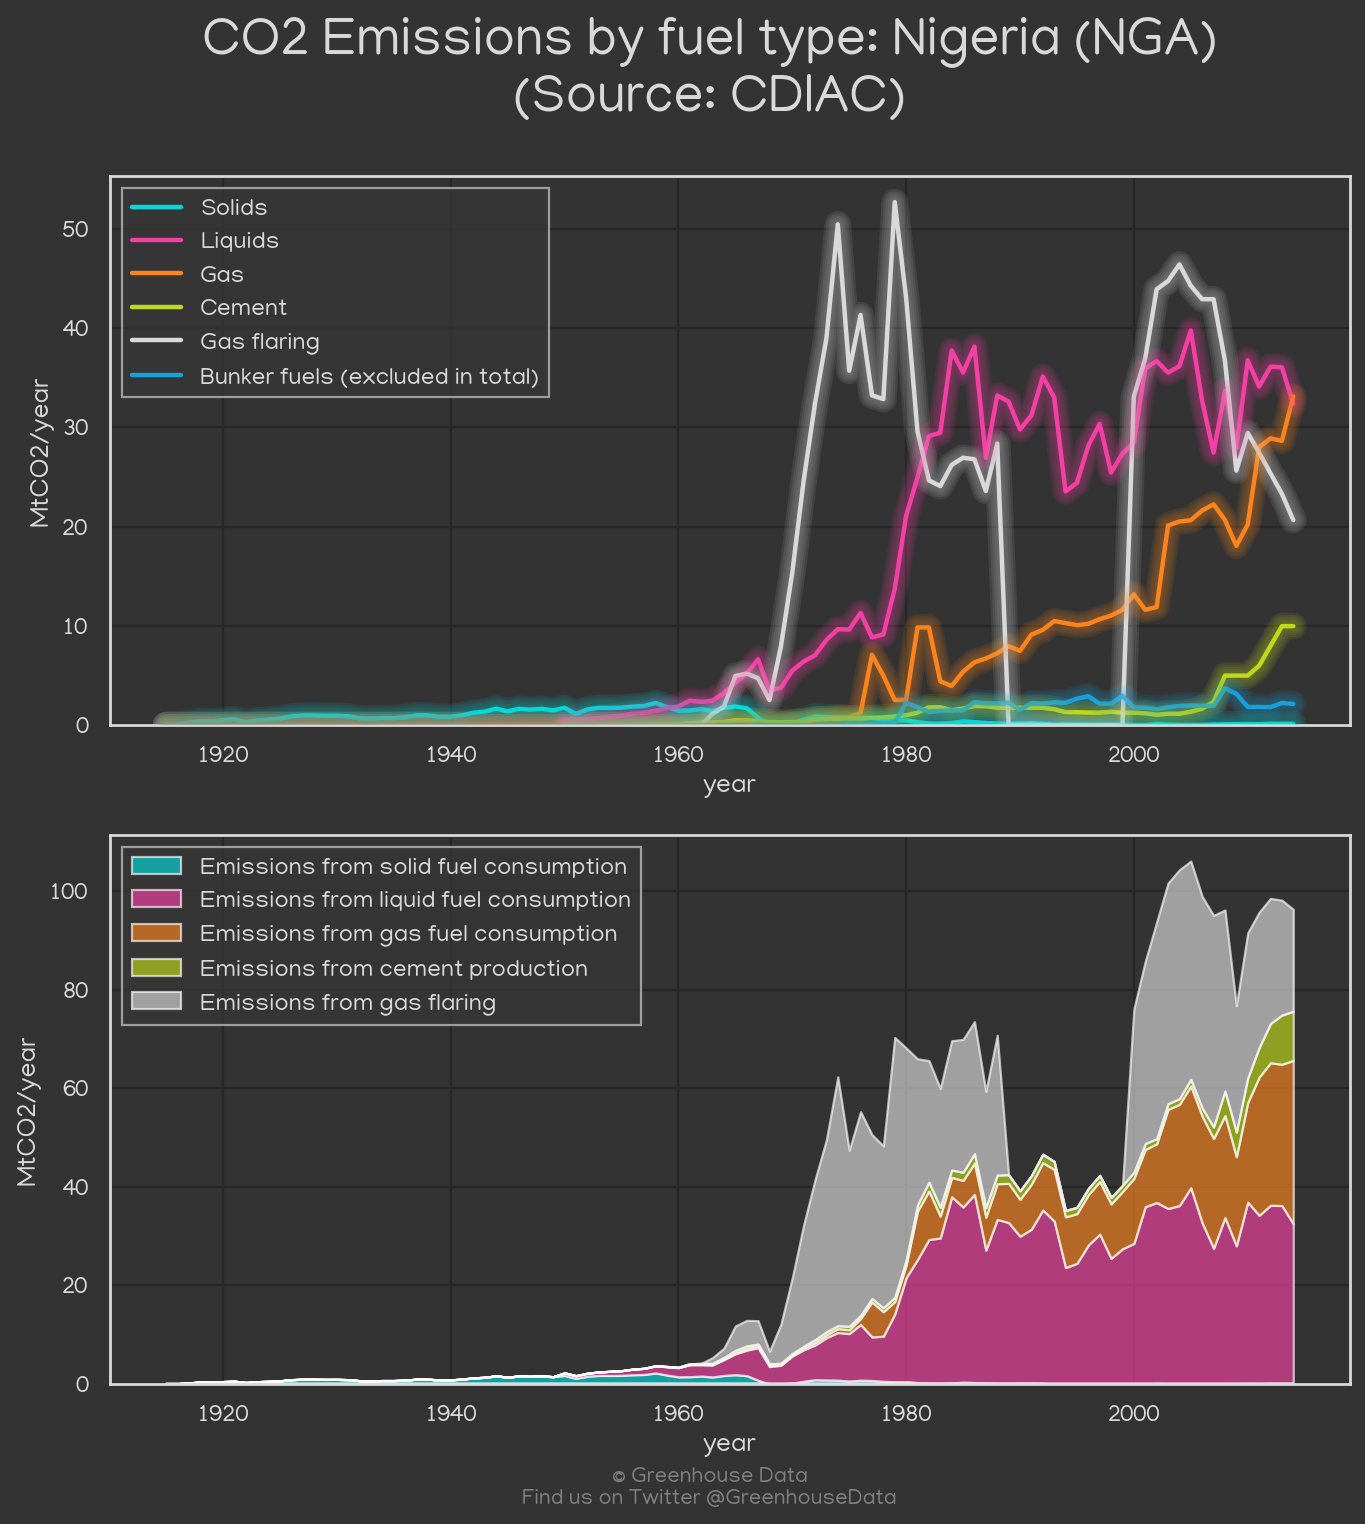 CO2 Emissions by fuel type: Nigeria (NGA)
(Source: CDIAC)
Solids
Liquids
Gas
Cement
Gas flaring
Bunker fuels (excluded in total)
50
40
30
20
10
0
MtCO2/year
1920 1940 1960 1980 2000
year
Emissions from solid fuel consumption
Emissions from liquid fuel consumption
Emissions from gas fuel consumption
Emissions from cement production
Emissions from gas flaring
100
80
60
40
20
0
MtCO2/year
1920 1940 1960 1980 2000
year
© Greenhouse Data
Find us on Twitter @GreenhouseData